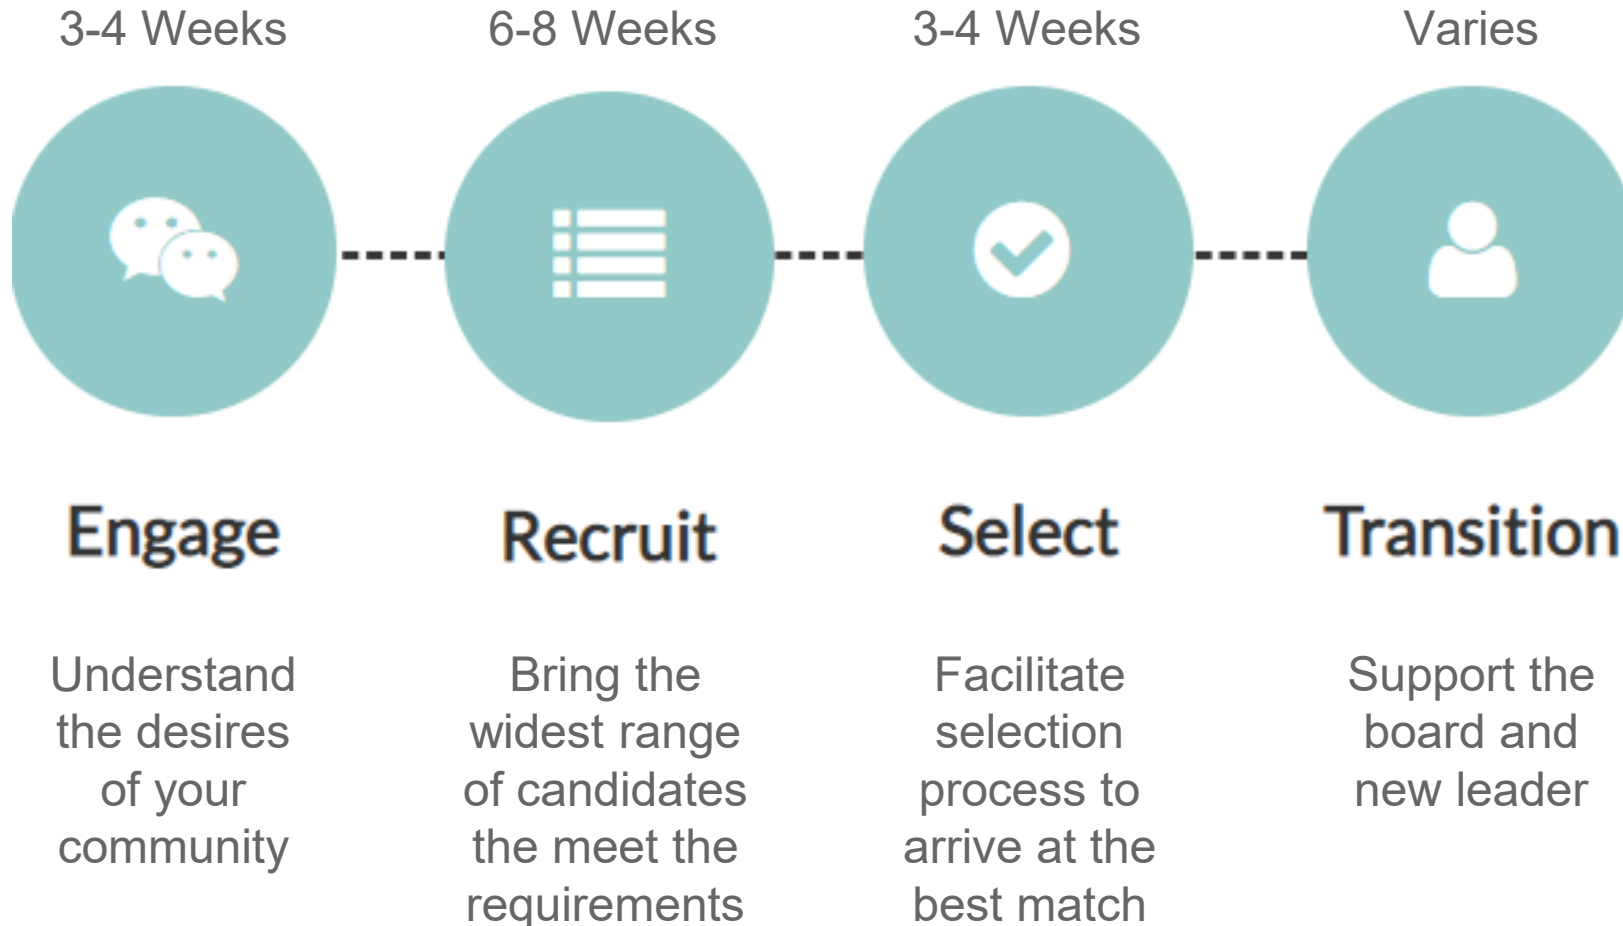 3-4 Weeks
6-8 Weeks
3-4 Weeks
Varies
Engage
Recruit
Select
Transition
Understand
the desires
of your
community
Bring the
widest range
of candidates
the meet the
requirements
Facilitate
selection
process to
arrive at the
best match
Support the
board and
new leader